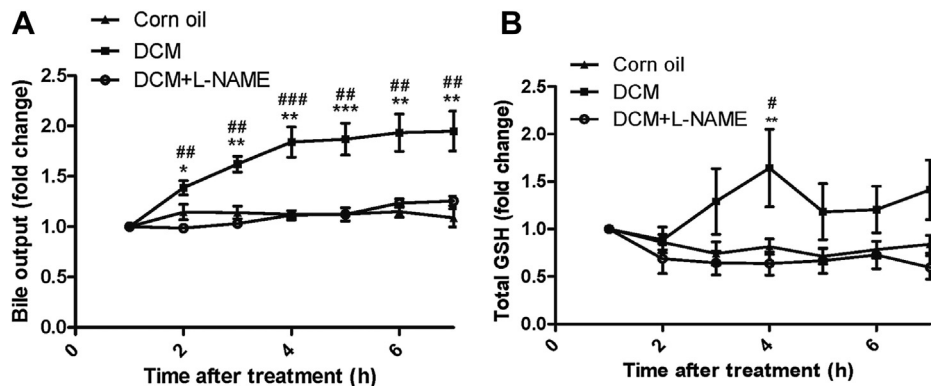 A
Corn oil
DCM
DCM+L-NAME
Bile output (fold change)
2.5
2.0
1.5
1.0
0.5
0.0
##
*
##
**
###
**
##
***
##
**
##
**
0
2
4
6
Time after treatment (h)
B
Corn oil
DCM
DCM+L-NAME
Total GSH (fold change)
2.5
2.0
1.5
1.0
0.5
0.0
#
**
0
2
4
6
Time after treatment (h)